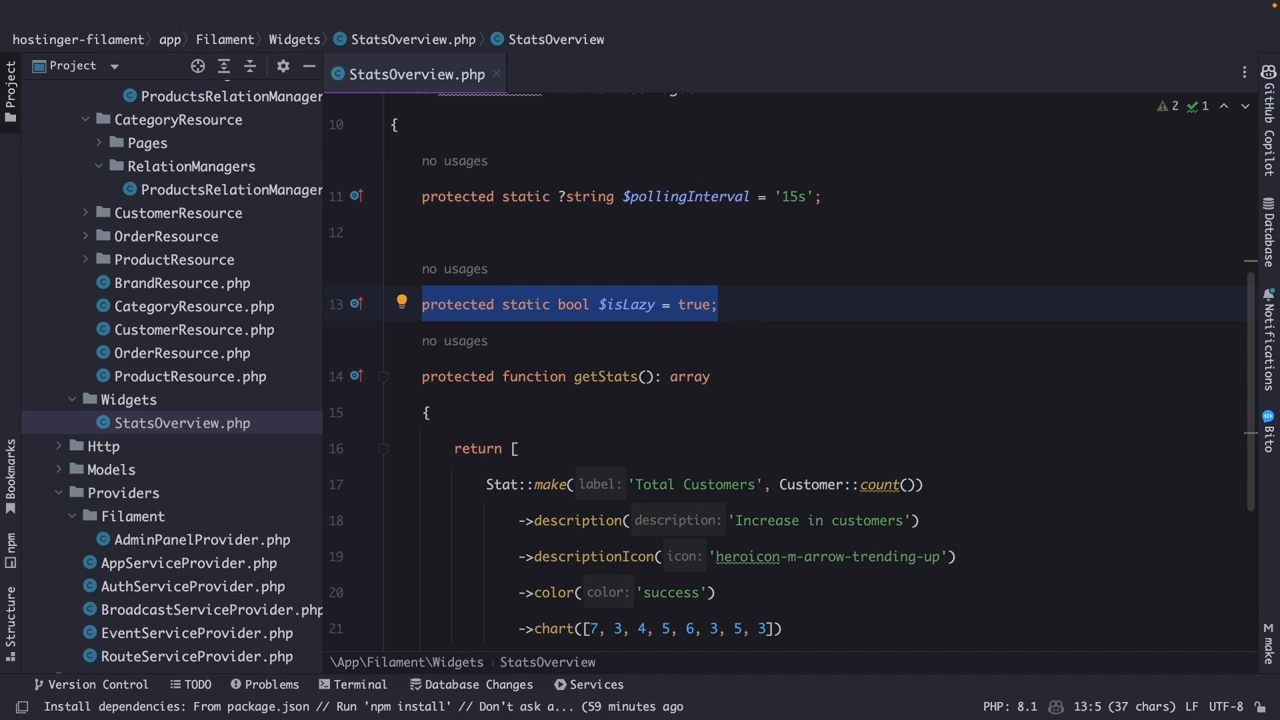 hostinger-filament app Filament Widgets StatsOverview.php StatsOverview
Project
StatsOverview.php
ProductsRelationManager
CategoryResource
Pages
RelationManagers
ProductsRelationManager
CustomerResource
OrderResource
ProductResource
BrandResource.php
CategoryResource.php
CustomerResource.php
OrderResource.php
ProductResource.php
Widgets
StatsOverview.php
Http
Models
Providers
Filament
AdminPanelProvider.php
AppServiceProvider.php
AuthServiceProvider.php
BroadcastServiceProvider.php
EventServiceProvider.php
RouteServiceProvider.php
Project
Bookmarks
npm
Structure
2 1
10 {
no usages
11 protected static ?string $pollingInterval = '15s';
12
no usages
13 protected static bool $isLazy = true;
no usages
14 protected function getStats(): array
15 {
16 return [
17 Stat::make( label: 'Total Customers', Customer::count())
18 ->description( description: 'Increase in customers')
19 ->descriptionIcon( icon: 'heroicon-m-arrow-trending-up')
20 ->color( color: 'success')
21 ->chart([7, 3, 4, 5, 6, 3, 5, 3])
\App\Filament\Widgets StatsOverview
GitHub Copilot
Database
Notifications
Bito
make
Version Control TODO Problems Terminal Database Changes Services
Install dependencies: From package.json // Run 'npm install' // Don't ask a... (59 minutes ago PHP: 8.1 13:5 (37 chars) LF UTF-8